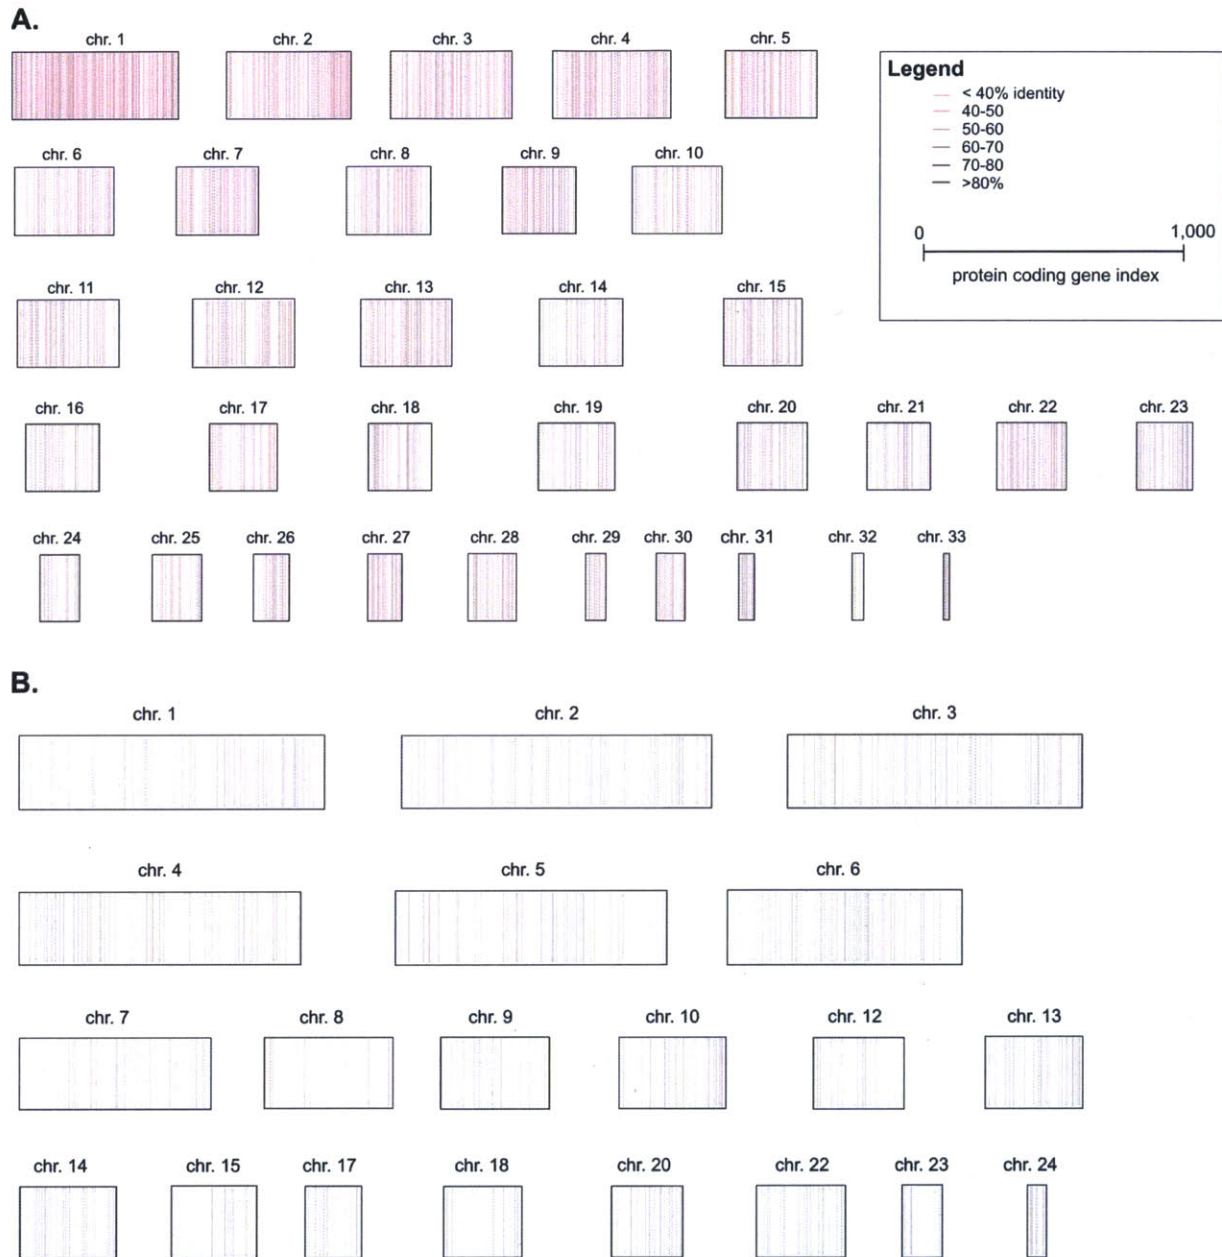 A.
chr. 1 chr. 2 chr. 3 chr. 4 chr. 5
Legend
< 40% identity
40-50
50-60
60-70
70-80
>80%
0 1,000
protein coding gene index
chr. 6 chr. 7 chr. 8 chr. 9 chr. 10
chr. 11 chr. 12 chr. 13 chr. 14 chr. 15
chr. 16 chr. 17 chr. 18 chr. 19 chr. 20 chr. 21 chr. 22 chr. 23
chr. 24 chr. 25 chr. 26 chr. 27 chr. 28 chr. 29 chr. 30 chr. 31 chr. 32 chr. 33
B.
chr. 1 chr. 2 chr. 3
chr. 4 chr. 5 chr. 6
chr. 7 chr. 8 chr. 9 chr. 10 chr. 12 chr. 13
chr. 14 chr. 15 chr. 17 chr. 18 chr. 20 chr. 22 chr. 23 chr. 24